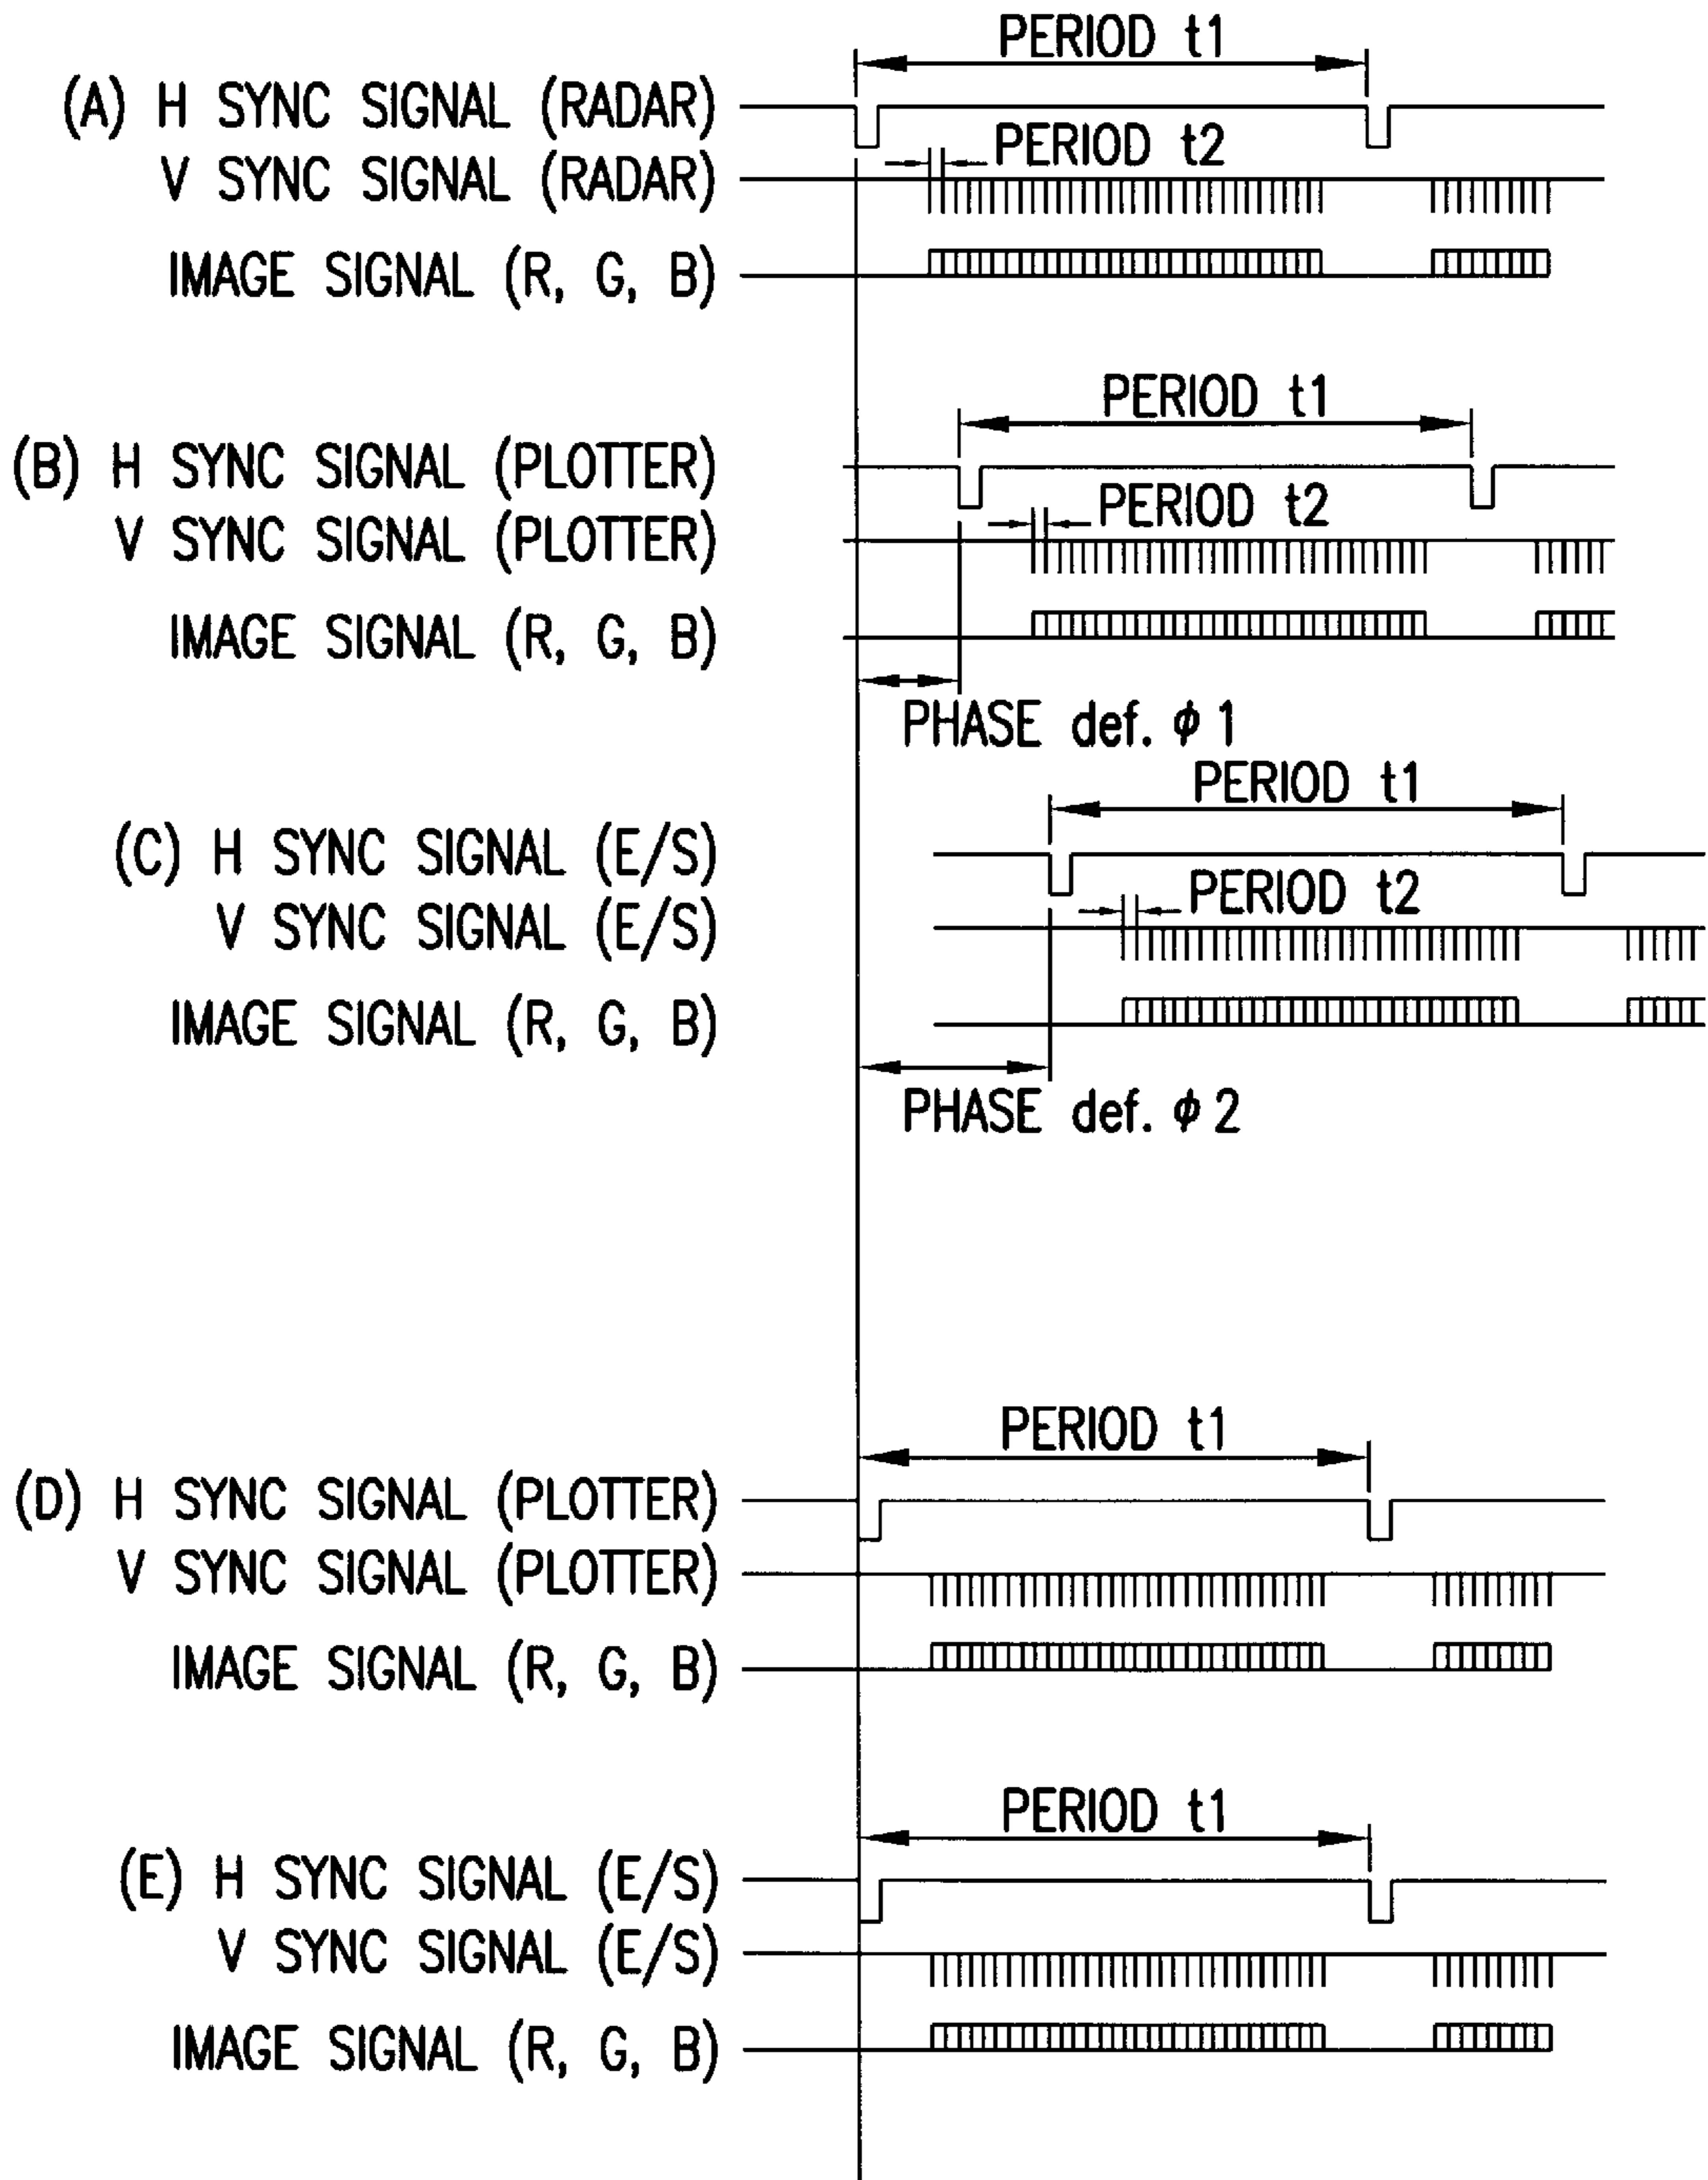 PERIOD t1
(A) H SYNC SIGNAL (RADAR)
PERIOD t2
V SYNC SIGNAL (RADAR)
IMAGE SIGNAL (R, G, B)
PERIOD t1
(B) H SYNC SIGNAL (PLOTTER)
PERIOD t2
V SYNC SIGNAL (PLOTTER)
IMAGE SIGNAL (R, G, B)
PHASE def. ϕ 1
PERIOD t1
(C) H SYNC SIGNAL (E/S)
PERIOD t2
V SYNC SIGNAL (E/S)
IMAGE SIGNAL (R, G, B)
PHASE def. ϕ 2
PERIOD t1
(D) H SYNC SIGNAL (PLOTTER)
V SYNC SIGNAL (PLOTTER)
IMAGE SIGNAL (R, G, B)
PERIOD t1
(E) H SYNC SIGNAL (E/S)
V SYNC SIGNAL (E/S)
IMAGE SIGNAL (R, G, B)